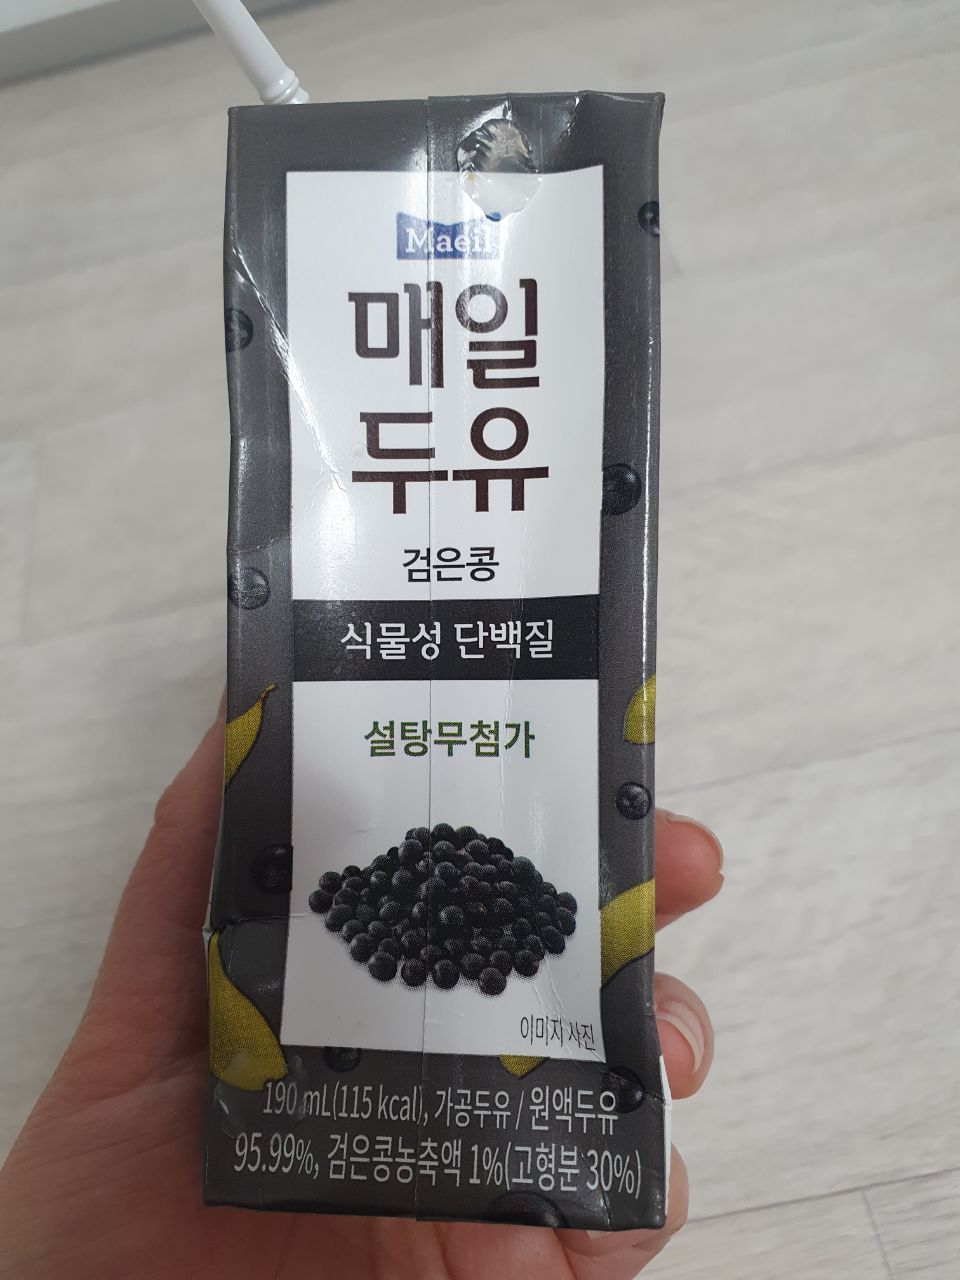 Maeil
매일
두유
검은콩
식물성 단백질
설탕무첨가
이미지 사진
190 mL(115 kcal), 가공두유 / 원액두유
95.99%, 검은콩농축액 1%(고형분 30%)